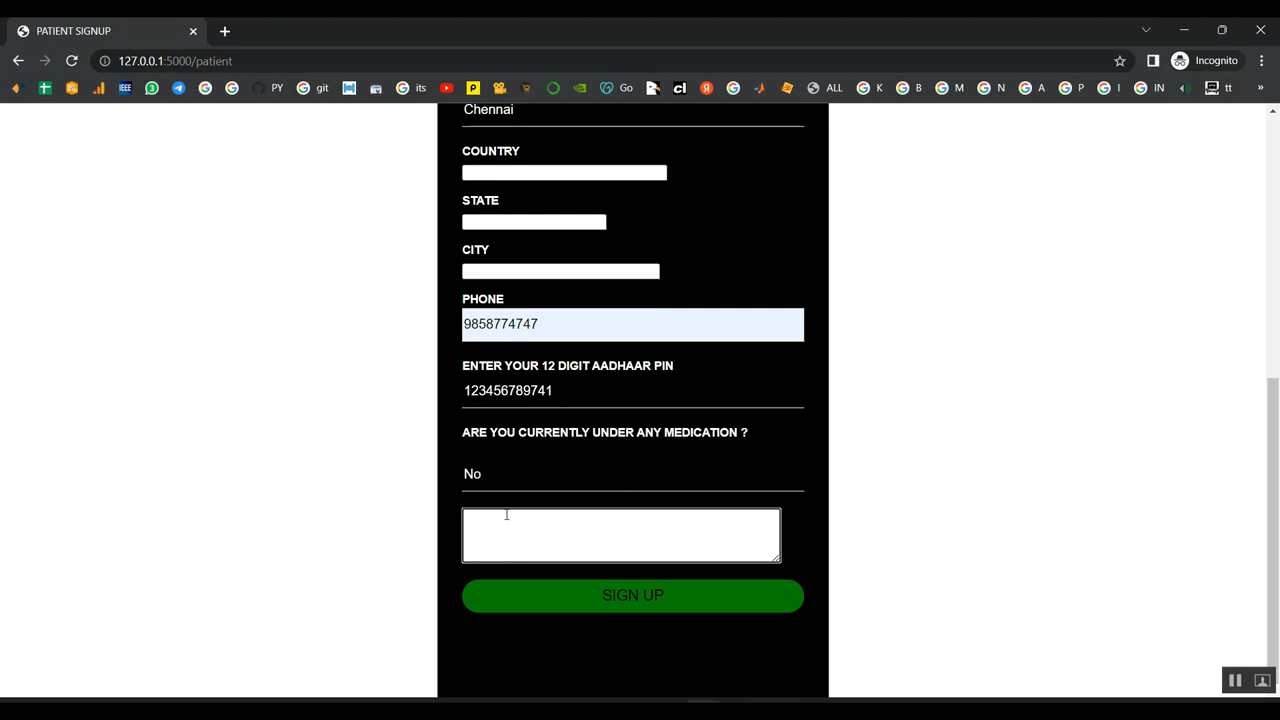 PATIENT SIGNUP
127.0.0.1:5000/patient
Incognito
IEEE
3
PY
git
its
Go
ALL
K
B
M
N
A
P
I
IN
tt
»
Chennai
COUNTRY
STATE
CITY
PHONE
9858774747
ENTER YOUR 12 DIGIT AADHAAR PIN
123456789741
ARE YOU CURRENTLY UNDER ANY MEDICATION ?
No
SIGN UP